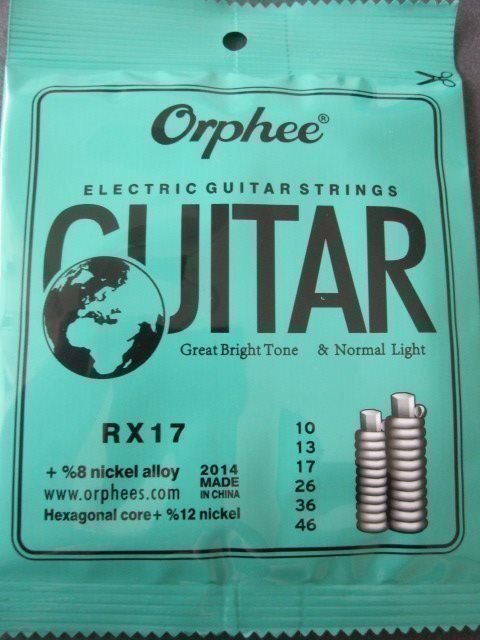 Orphee®
ELECTRIC GUITAR STRINGS
GUITAR
Great Bright Tone & Normal Light
RX17
+ %8 nickel alloy
www.orphees.com
Hexagonal core+ %12 nickel
2014
MADE
IN CHINA
10
13
17
26
36
46